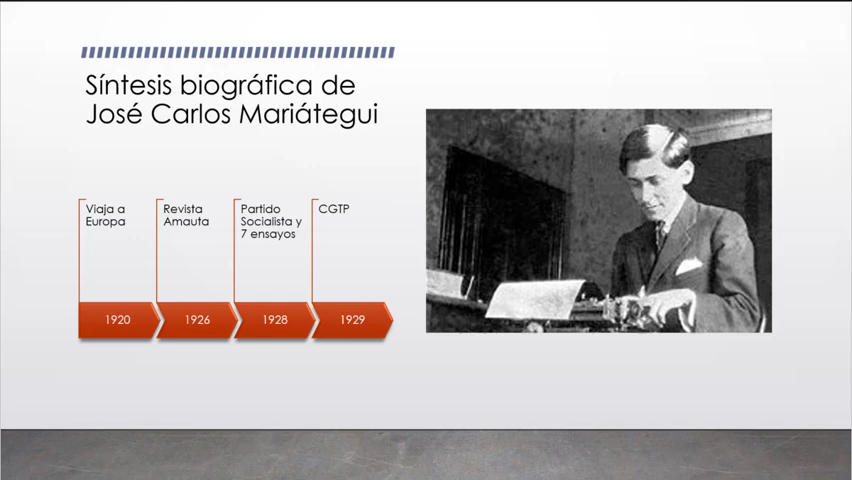 Síntesis biográfica de
José Carlos Mariátegui
Viaja a
Europa
Revista
Amauta
Partido
Socialista y
7 ensayos
CGTP
1920
1926
1928
1929